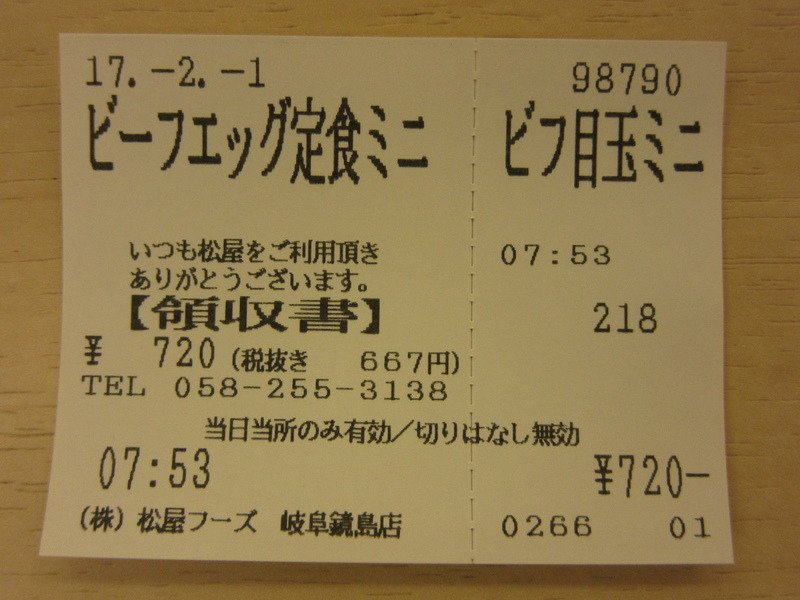 17.-2.-1
ビーフエッグ定食ミニ
いつも松屋をご利用頂き
ありがとうございます。
【領収書】
¥ 720 (税抜き 667円)
TEL 058-255-3138
当日当所のみ有効/切りはなし無効
07:53
(株)松屋フーズ 岐阜鏡島店
98790
ビフ目玉ミニ
07:53
218
¥720-
0266 01